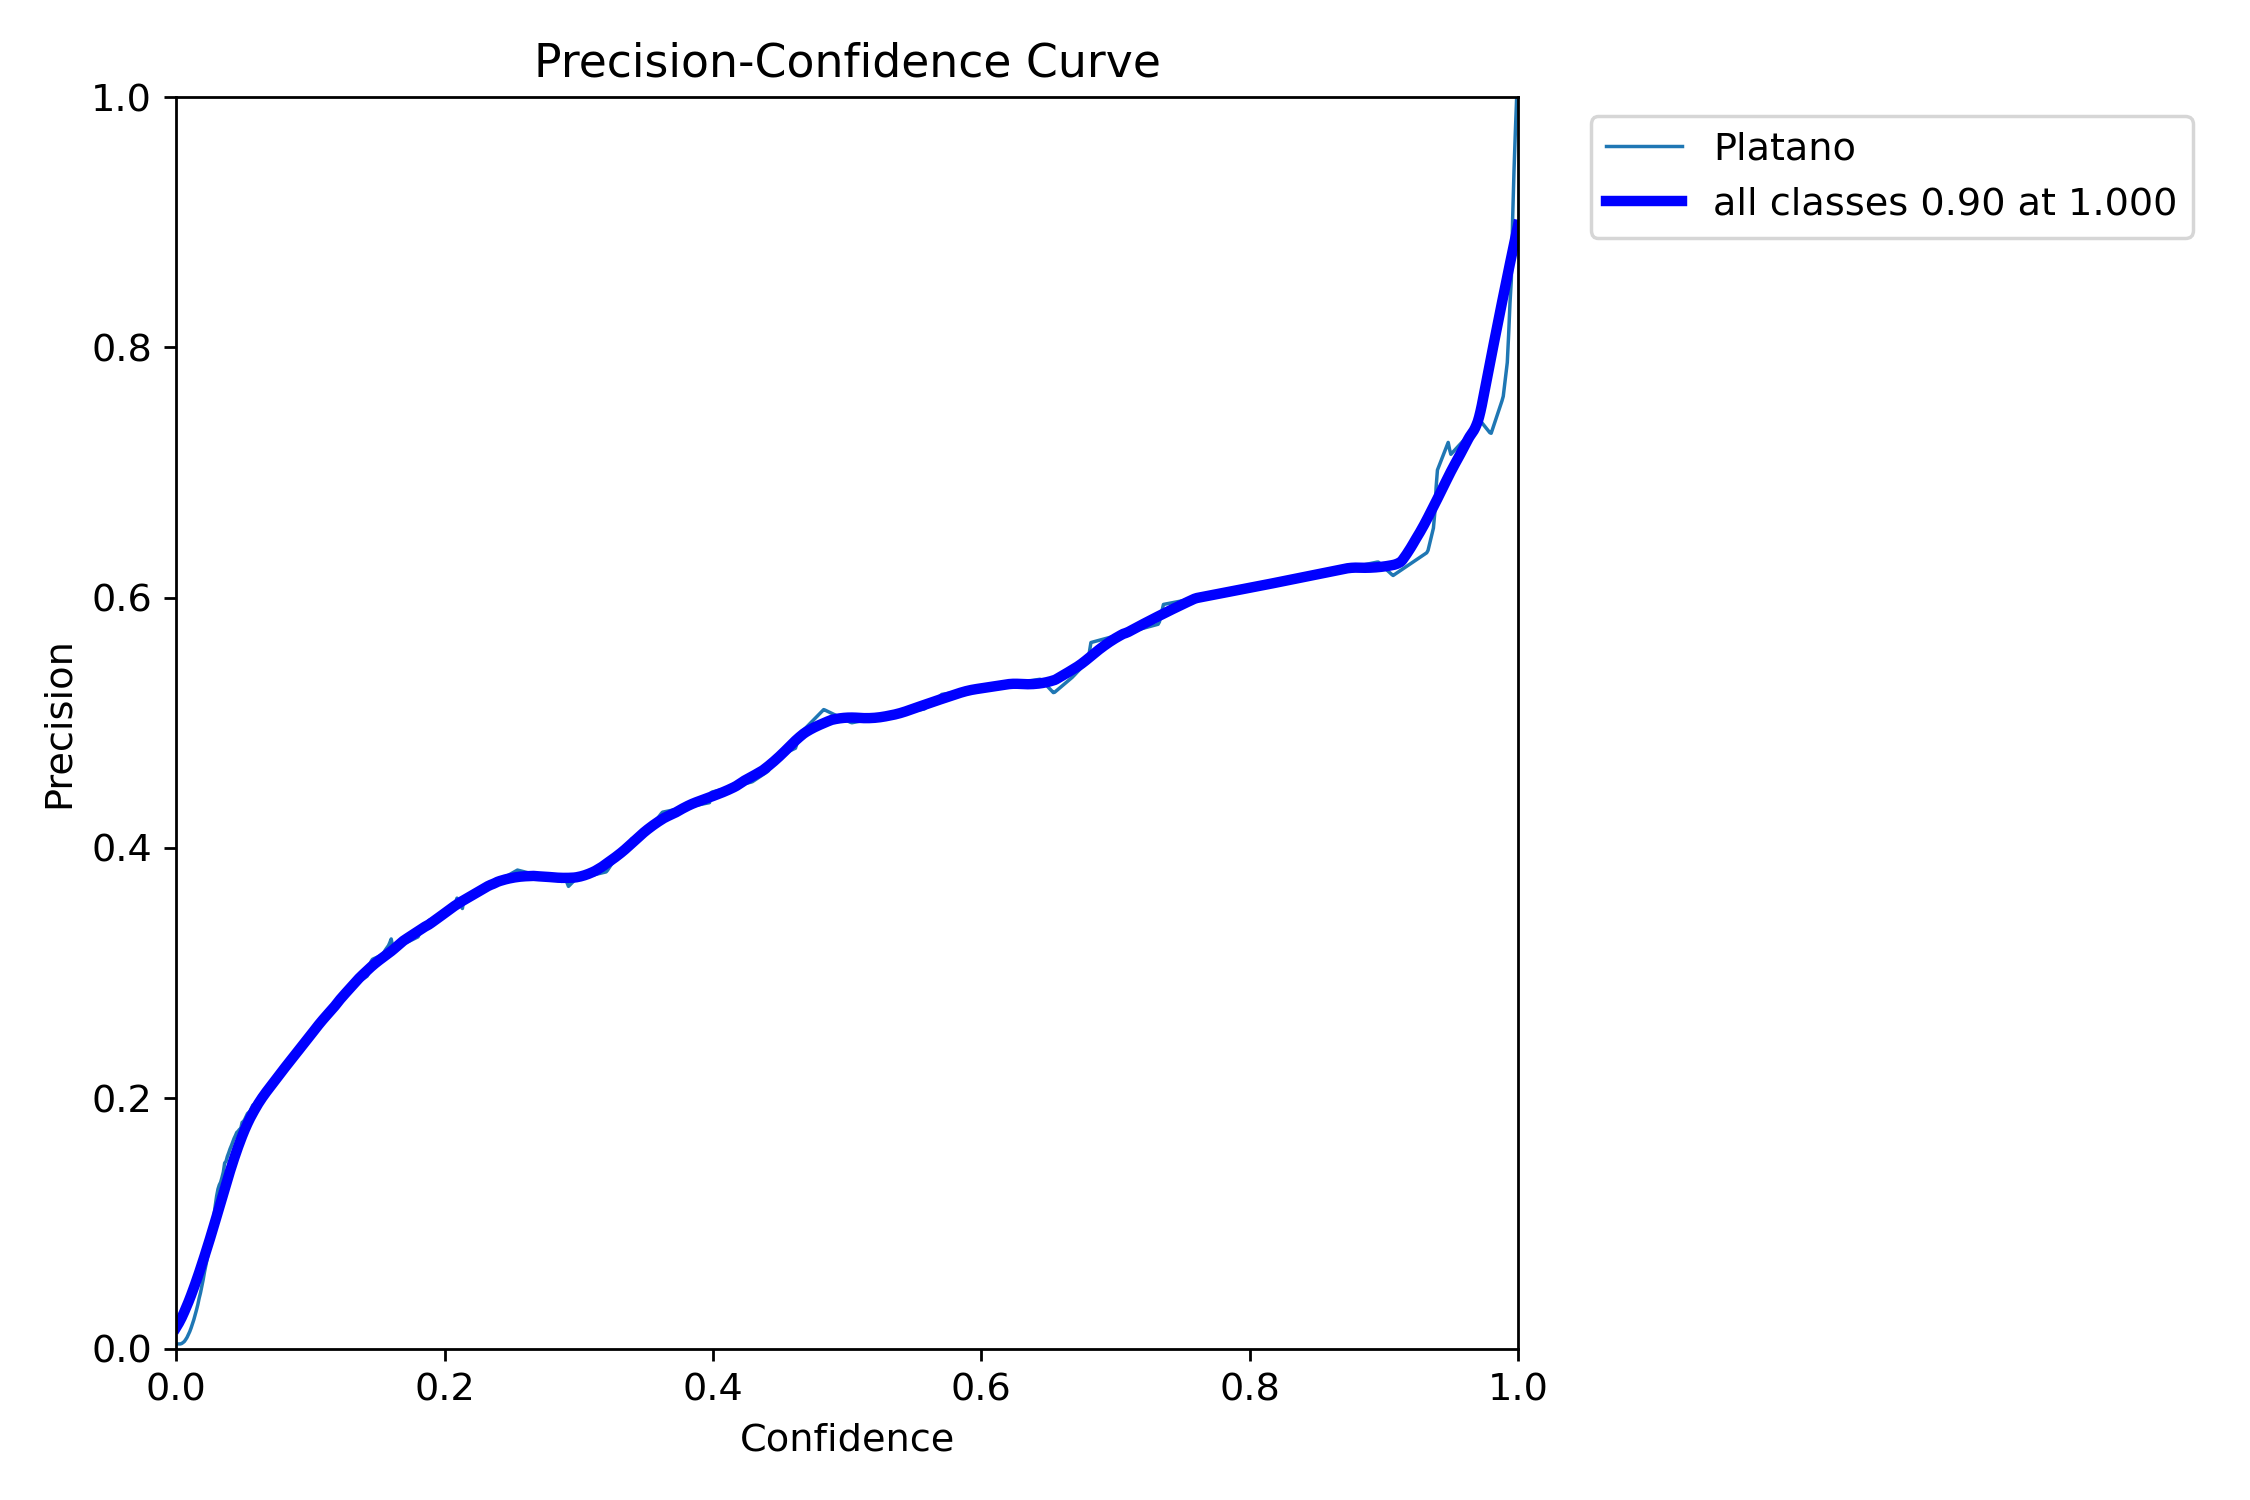 Precision-Confidence Curve
Platano
all classes 0.90 at 1.000
1.0
0.8
0.6
0.4
0.2
0.0
Precision
0.0 0.2 0.4 0.6 0.8 1.0
Confidence